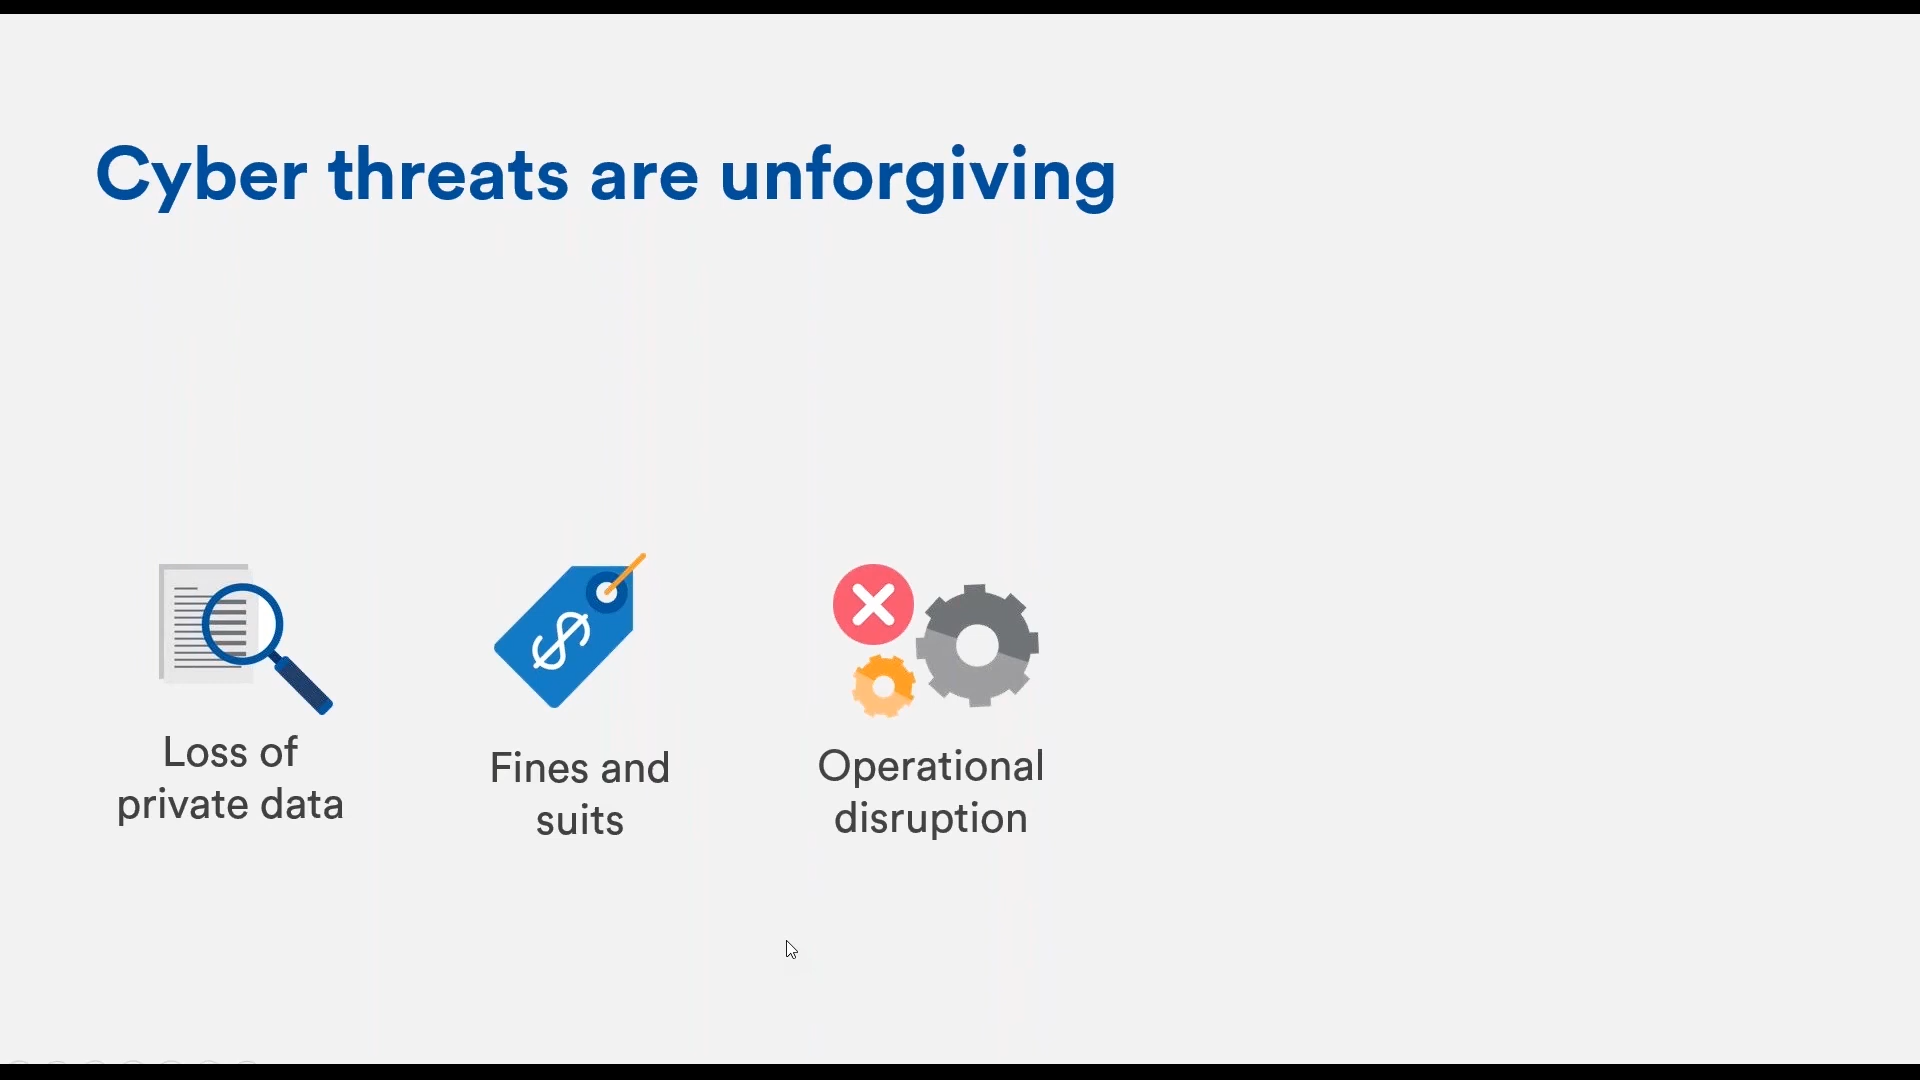 Cyber threats are unforgiving
Loss of
private data
Fines and
suits
Operational
disruption